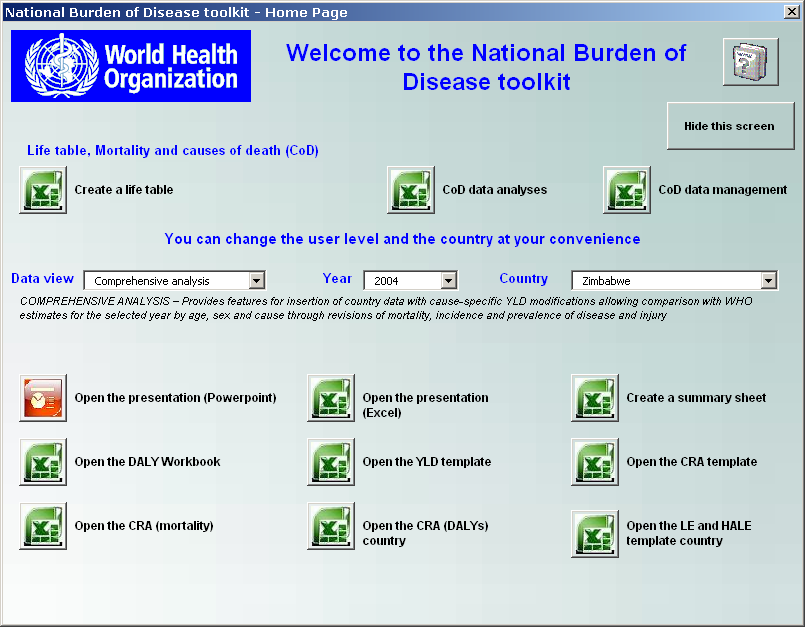 National Burden of Disease toolkit - Home Page
World Health
Organization
Welcome to the National Burden of
Disease toolkit
Hide this screen
Life table, Mortality and causes of death (CoD)
Create a life table
CoD data analyses
CoD data management
You can change the user level and the country at your convenience
Data view
Comprehensive analysis
Year
2004
Country
Zimbabwe
COMPREHENSIVE ANALYSIS – Provides features for insertion of country data with cause-specific YLD modifications allowing comparison with WHO
estimates for the selected year by age, sex and cause through revisions of mortality, incidence and prevalence of disease and injury
Open the presentation (Powerpoint)
Open the presentation
(Excel)
Create a summary sheet
Open the DALY Workbook
Open the YLD template
Open the CRA template
Open the CRA (mortality)
Open the CRA (DALYs)
country
Open the LE and HALE
template country